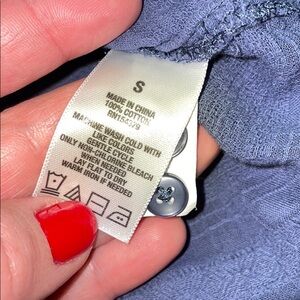 S
MADE IN CHINA
100% COTTON
MACHINE WASH COLD WITH
LIKE COLORS
GENTLE CYCLE
ONLY NON-CHLORINE BLEACH
WHEN NEEDED
LAY FLAT TO DRY
WARM IRON IF NEEDED